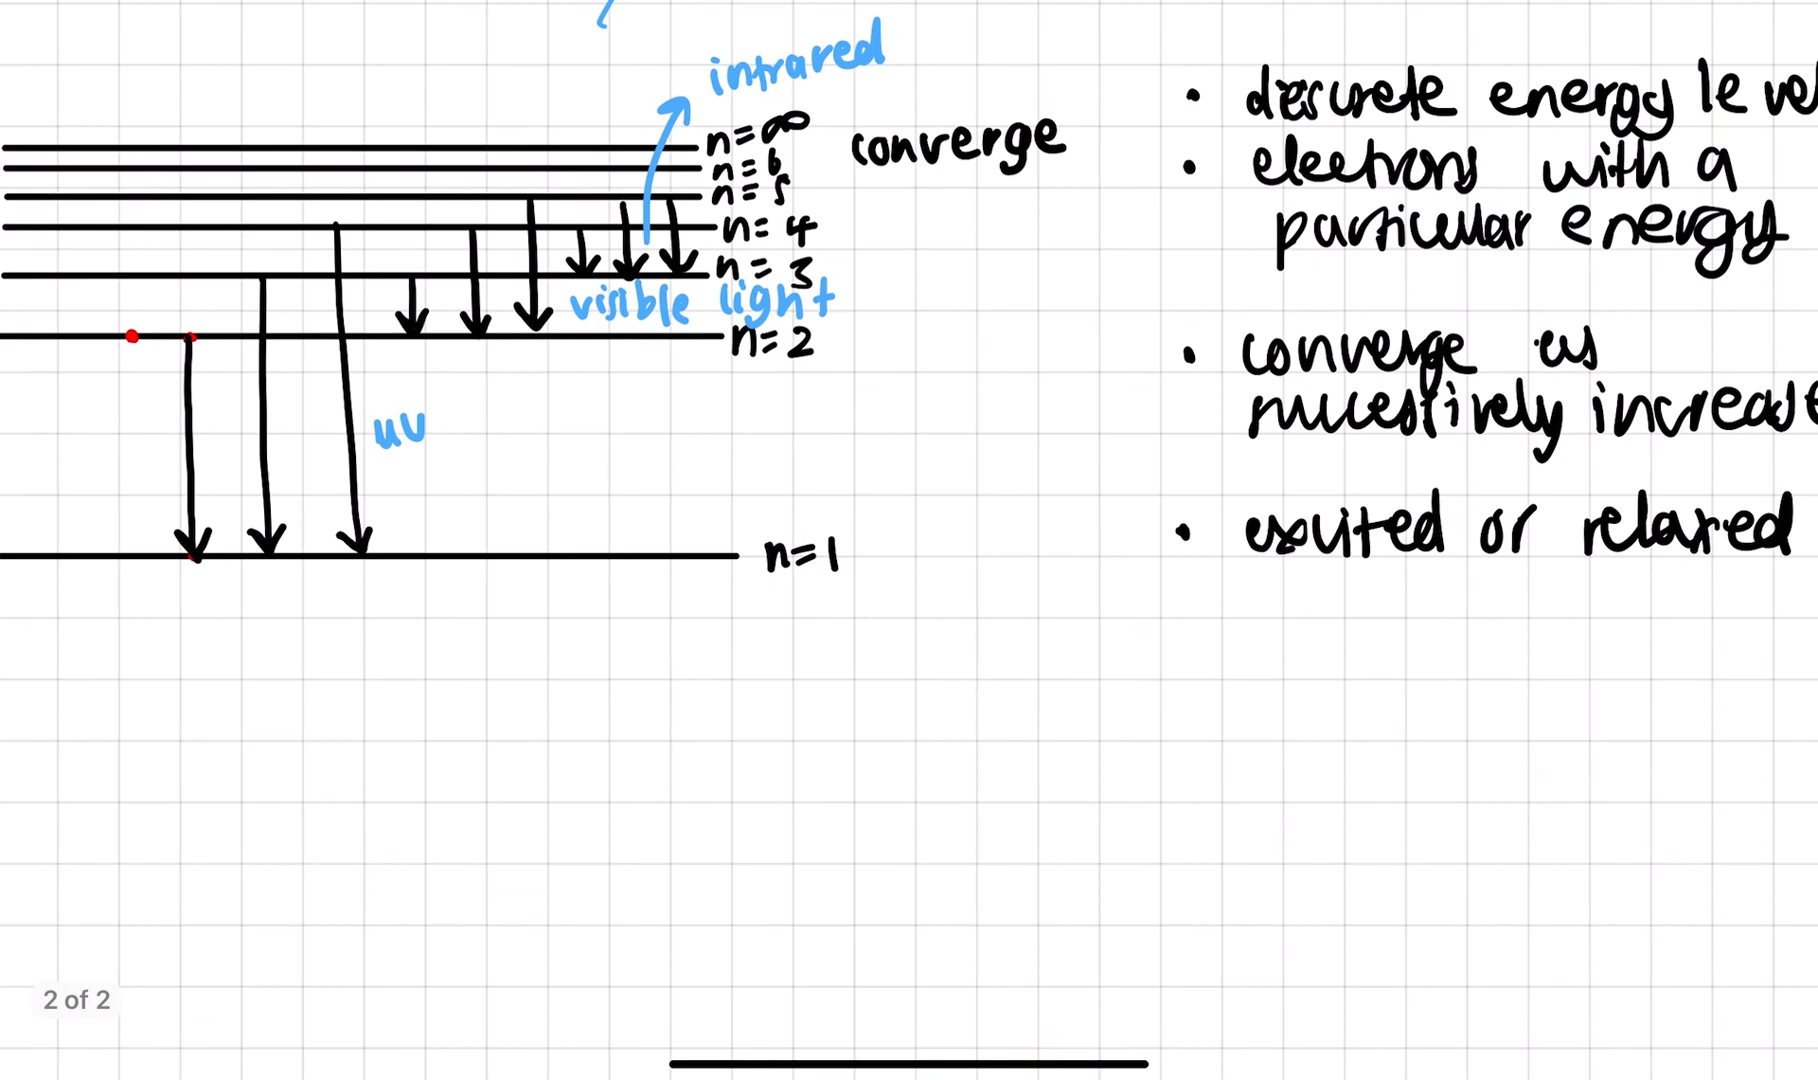 intrared
n=∞ converge
n=6
n=5
n=4
n=3
visible light
n=2
uv
n=1
• discrete energy level
• electrons with a
particular energy
• converge as
successively increase
• excited or relaxed
2 of 2